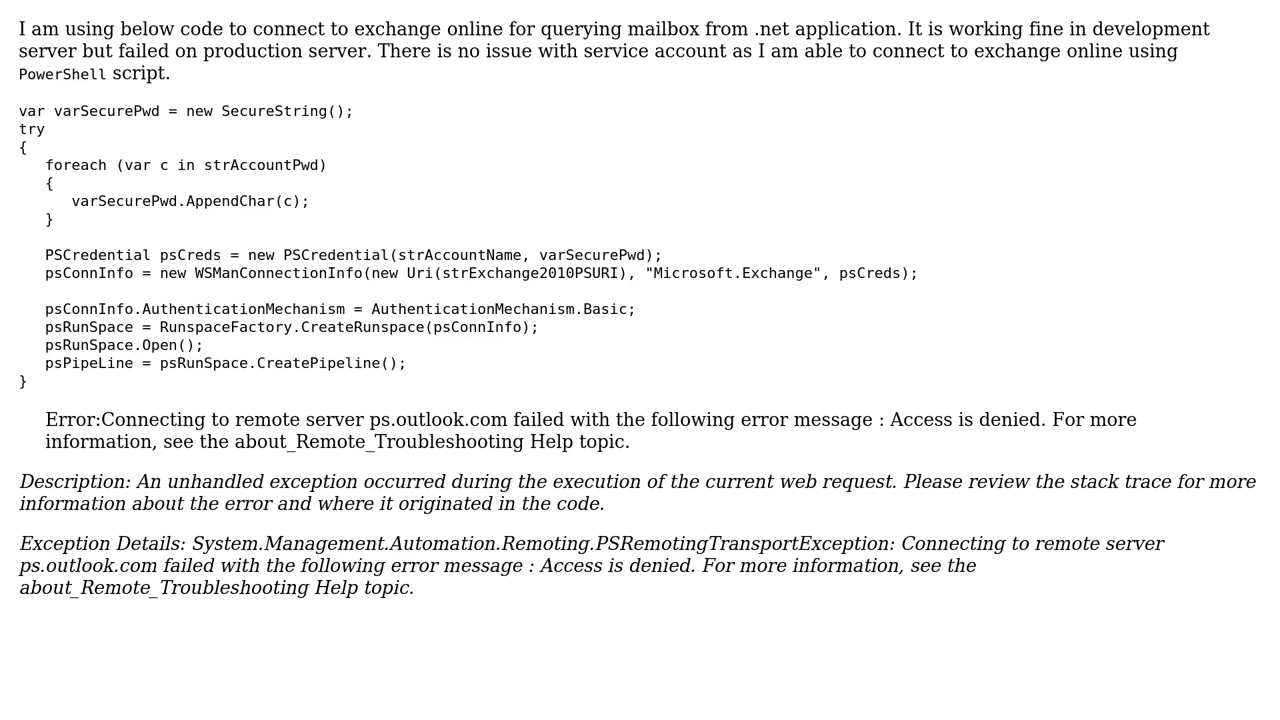 I am using below code to connect to exchange online for querying mailbox from .net application. It is working fine in development
server but failed on production server. There is no issue with service account as I am able to connect to exchange online using
PowerShell script.
var varSecurePwd = new SecureString();
try
{
   foreach (var c in strAccountPwd)
   {
      varSecurePwd.AppendChar(c);
   }
   PSCredential psCreds = new PSCredential(strAccountName, varSecurePwd);
   psConnInfo = new WSManConnectionInfo(new Uri(strExchange2010PSURI), "Microsoft.Exchange", psCreds);
   psConnInfo.AuthenticationMechanism = AuthenticationMechanism.Basic;
   psRunSpace = RunspaceFactory.CreateRunspace(psConnInfo);
   psRunSpace.Open();
   psPipeLine = psRunSpace.CreatePipeline();
}
Error:Connecting to remote server ps.outlook.com failed with the following error message : Access is denied. For more
information, see the about_Remote_Troubleshooting Help topic.
Description: An unhandled exception occurred during the execution of the current web request. Please review the stack trace for more
information about the error and where it originated in the code.
Exception Details: System.Management.Automation.Remoting.PSRemotingTransportException: Connecting to remote server
ps.outlook.com failed with the following error message : Access is denied. For more information, see the
about_Remote_Troubleshooting Help topic.